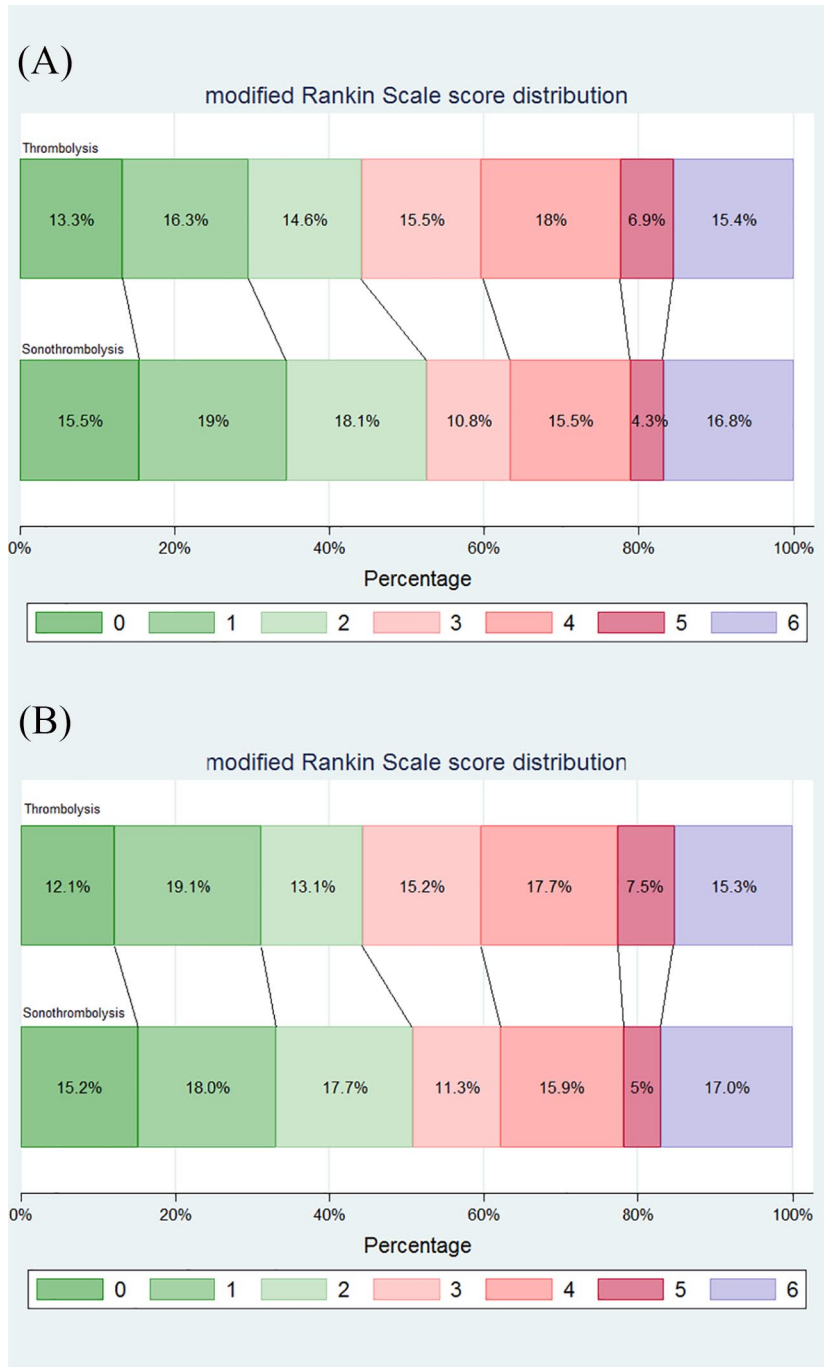 (A)
modified Rankin Scale score distribution
Thrombolysis
13.3% 16.3% 14.6% 15.5% 18% 6.9% 15.4%
Sonothrombolysis
15.5% 19% 18.1% 10.8% 15.5% 4.3% 16.8%
0% 20% 40% 60% 80% 100%
Percentage
0 1 2 3 4 5 6
(B)
modified Rankin Scale score distribution
Thrombolysis
12.1% 19.1% 13.1% 15.2% 17.7% 7.5% 15.3%
Sonothrombolysis
15.2% 18.0% 17.7% 11.3% 15.9% 5% 17.0%
0% 20% 40% 60% 80% 100%
Percentage
0 1 2 3 4 5 6